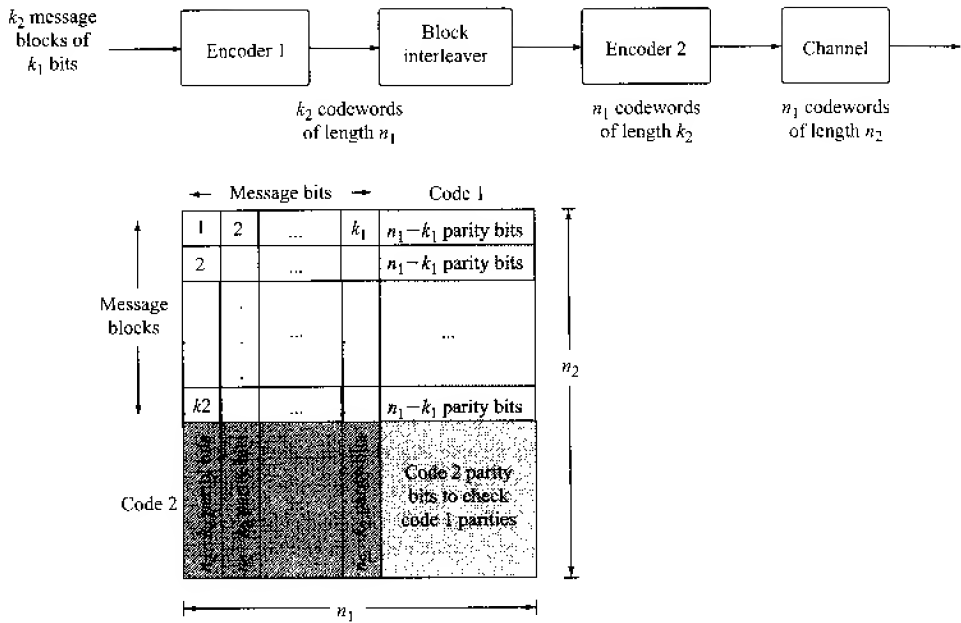 k₂ message
blocks of
k₁ bits
Encoder 1
Block
interleaver
Encoder 2
Channel
k₂ codewords
of length n₁
n₁ codewords
of length k₂
n₁ codewords
of length n₂
← Message bits →
Code 1
1 2 ... k₁ n₁−k₁ parity bits
2 ... n₁−k₁ parity bits
Message
blocks
... ...
n₂
k2 ... n₁−k₁ parity bits
Code 2
Code 2 parity
bits to check
code 1 parities
n₁